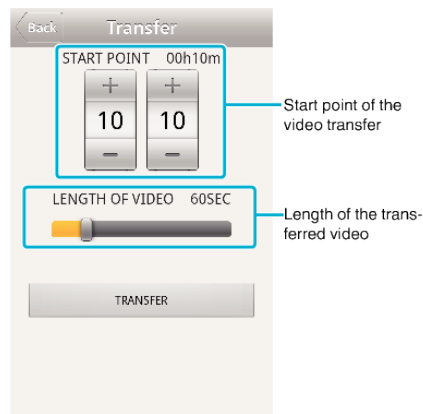 Back Transfer
START POINT 00h10m
+ +
10 10
− −
Start point of the
video transfer
LENGTH OF VIDEO 60SEC
Length of the trans-
ferred video
TRANSFER